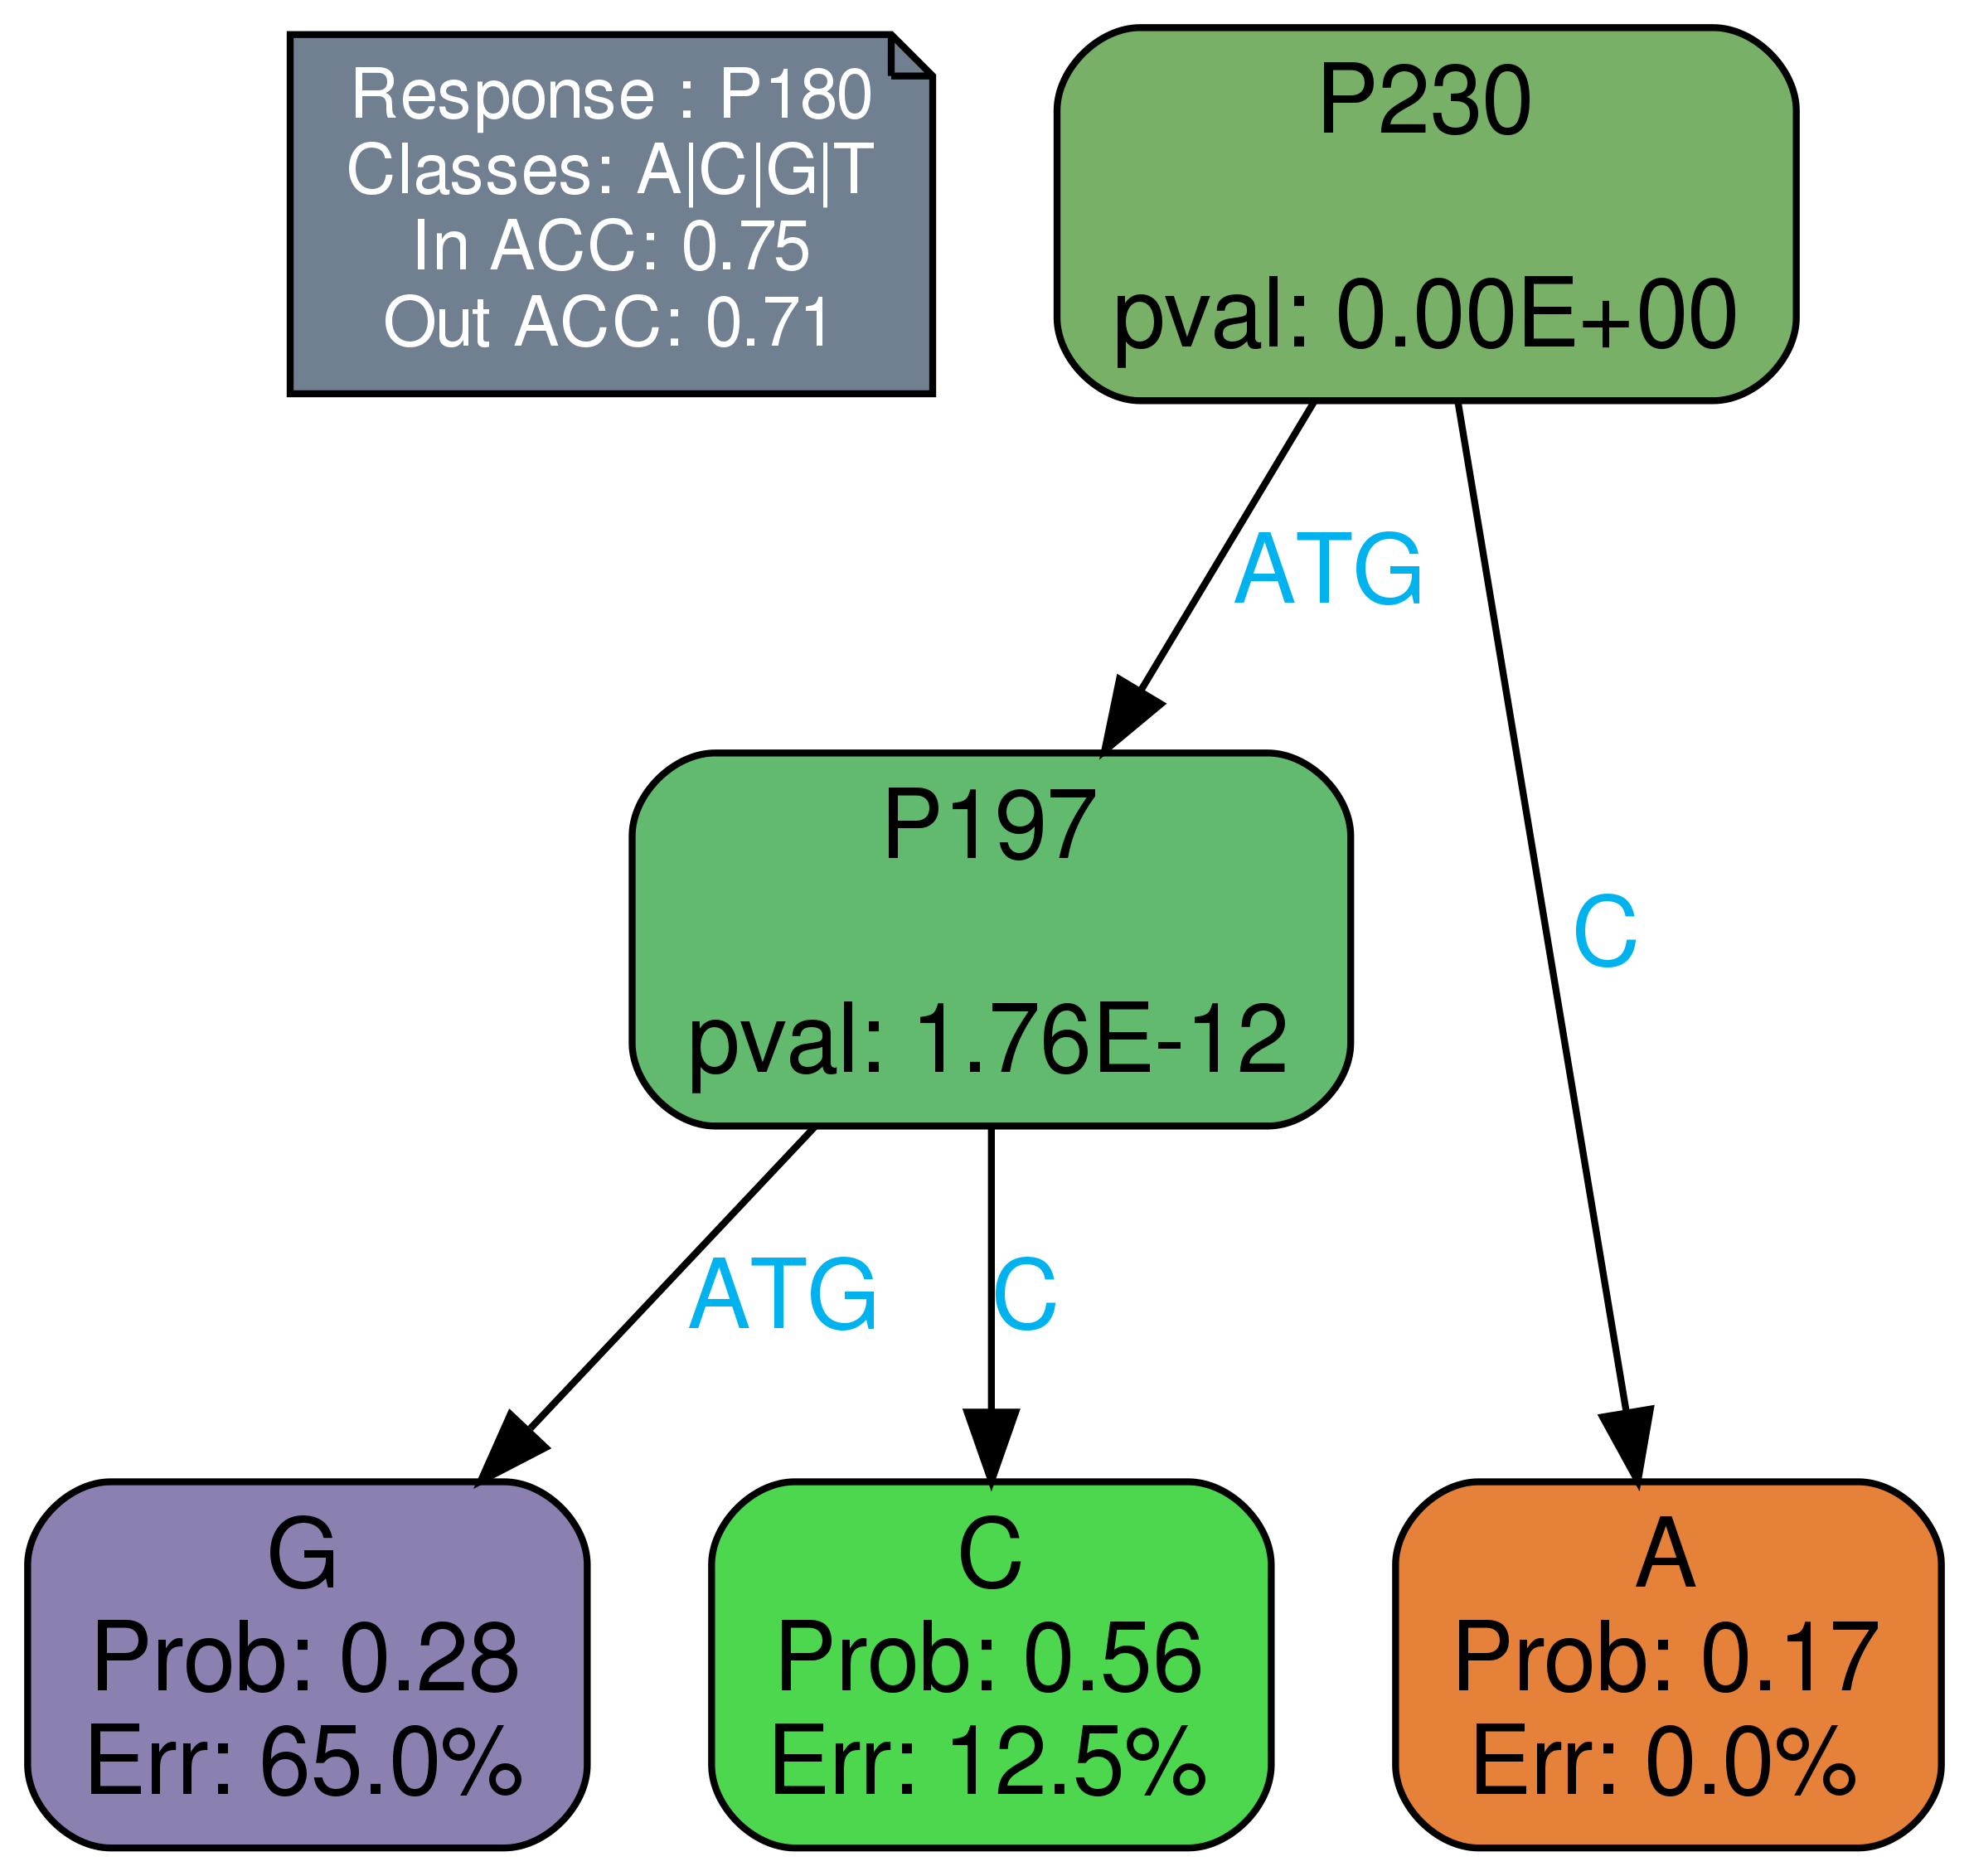 Response : P180
Classes: A|C|G|T
In ACC: 0.75
Out ACC: 0.71
P230
pval: 0.00E+00
ATG
P197
pval: 1.76E-12
C
ATG
C
G
Prob: 0.28
Err: 65.0%
C
Prob: 0.56
Err: 12.5%
A
Prob: 0.17
Err: 0.0%